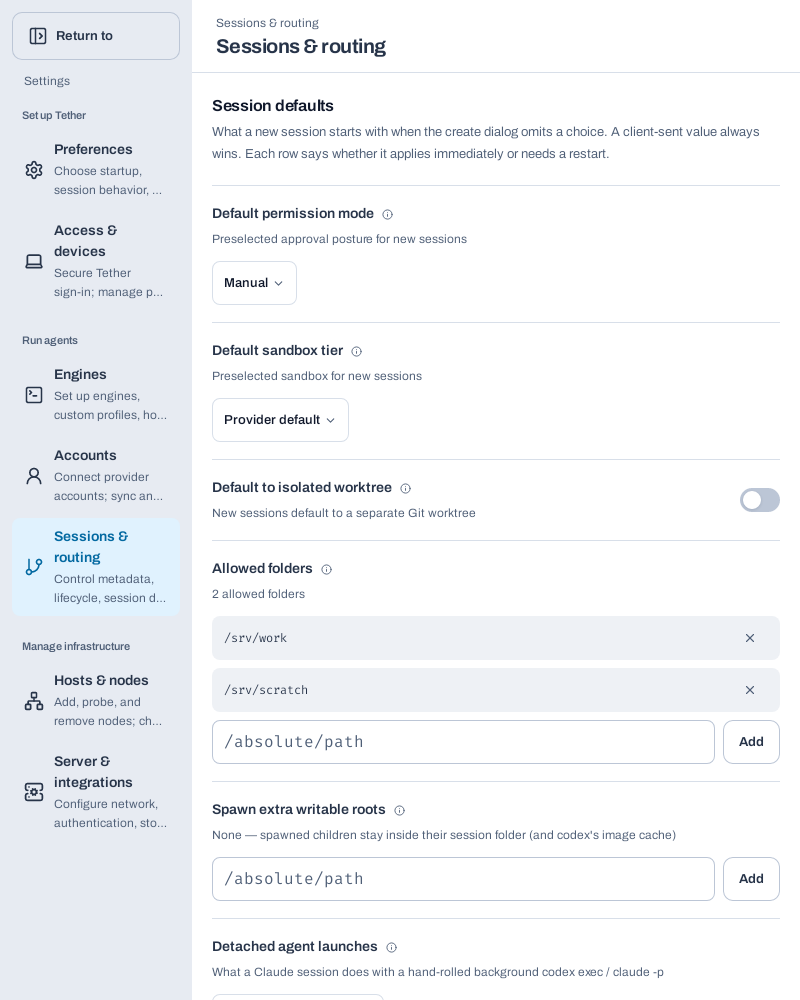 Return to
Settings
Set up Tether
Preferences
Choose startup,
session behavior, ...
Access &
devices
Secure Tether
sign-in; manage p...
Run agents
Engines
Set up engines,
custom profiles, ho...
Accounts
Connect provider
accounts; sync an...
Sessions &
routing
Control metadata,
lifecycle, session d...
Manage infrastructure
Hosts & nodes
Add, probe, and
remove nodes; ch...
Server &
integrations
Configure network,
authentication, sto...
Sessions & routing
Sessions & routing
Session defaults
What a new session starts with when the create dialog omits a choice. A client-sent value always
wins. Each row says whether it applies immediately or needs a restart.
Default permission mode
Preselected approval posture for new sessions
Manual
Default sandbox tier
Preselected sandbox for new sessions
Provider default
Default to isolated worktree
New sessions default to a separate Git worktree
Allowed folders
2 allowed folders
/srv/work
/srv/scratch
/absolute/path
Add
Spawn extra writable roots
None — spawned children stay inside their session folder (and codex's image cache)
/absolute/path
Add
Detached agent launches
What a Claude session does with a hand-rolled background codex exec / claude -p